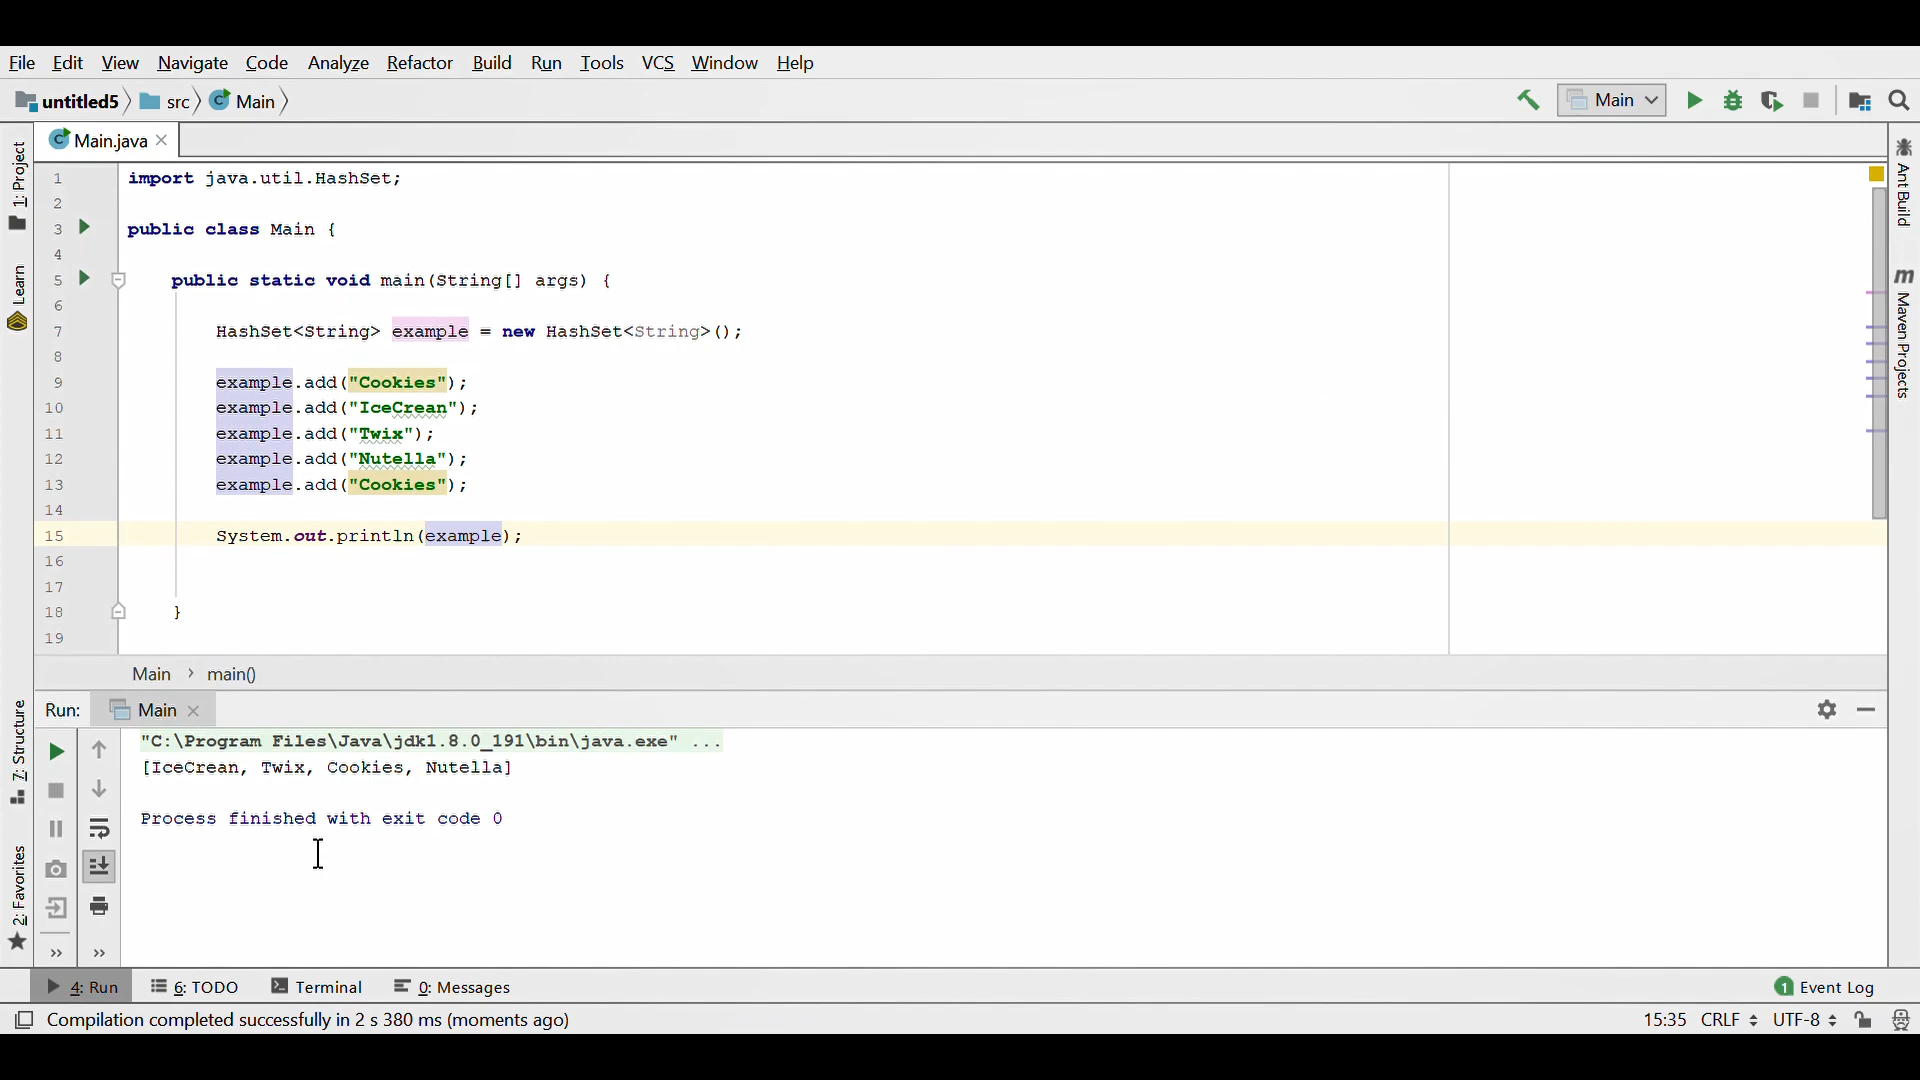 File Edit View Navigate Code Analyze Refactor Build Run Tools VCS Window Help
untitled5 src Main
Main
Main.java
1: Project
Learn
7: Structure
2: Favorites
Ant Build
Maven Projects
1 import java.util.HashSet;
2
3 public class Main {
4
5 public static void main(String[] args) {
6
7 HashSet<String> example = new HashSet<String>();
8
9 example.add("Cookies");
10 example.add("IceCrean");
11 example.add("Twix");
12 example.add("Nutella");
13 example.add("Cookies");
14
15 System.out.println(example);
16
17
18 }
19
Main > main()
Run: Main
"C:\Program Files\Java\jdk1.8.0_191\bin\java.exe" ...
[IceCrean, Twix, Cookies, Nutella]
Process finished with exit code 0
4: Run 6: TODO Terminal 0: Messages 1 Event Log
Compilation completed successfully in 2 s 380 ms (moments ago) 15:35 CRLF UTF-8